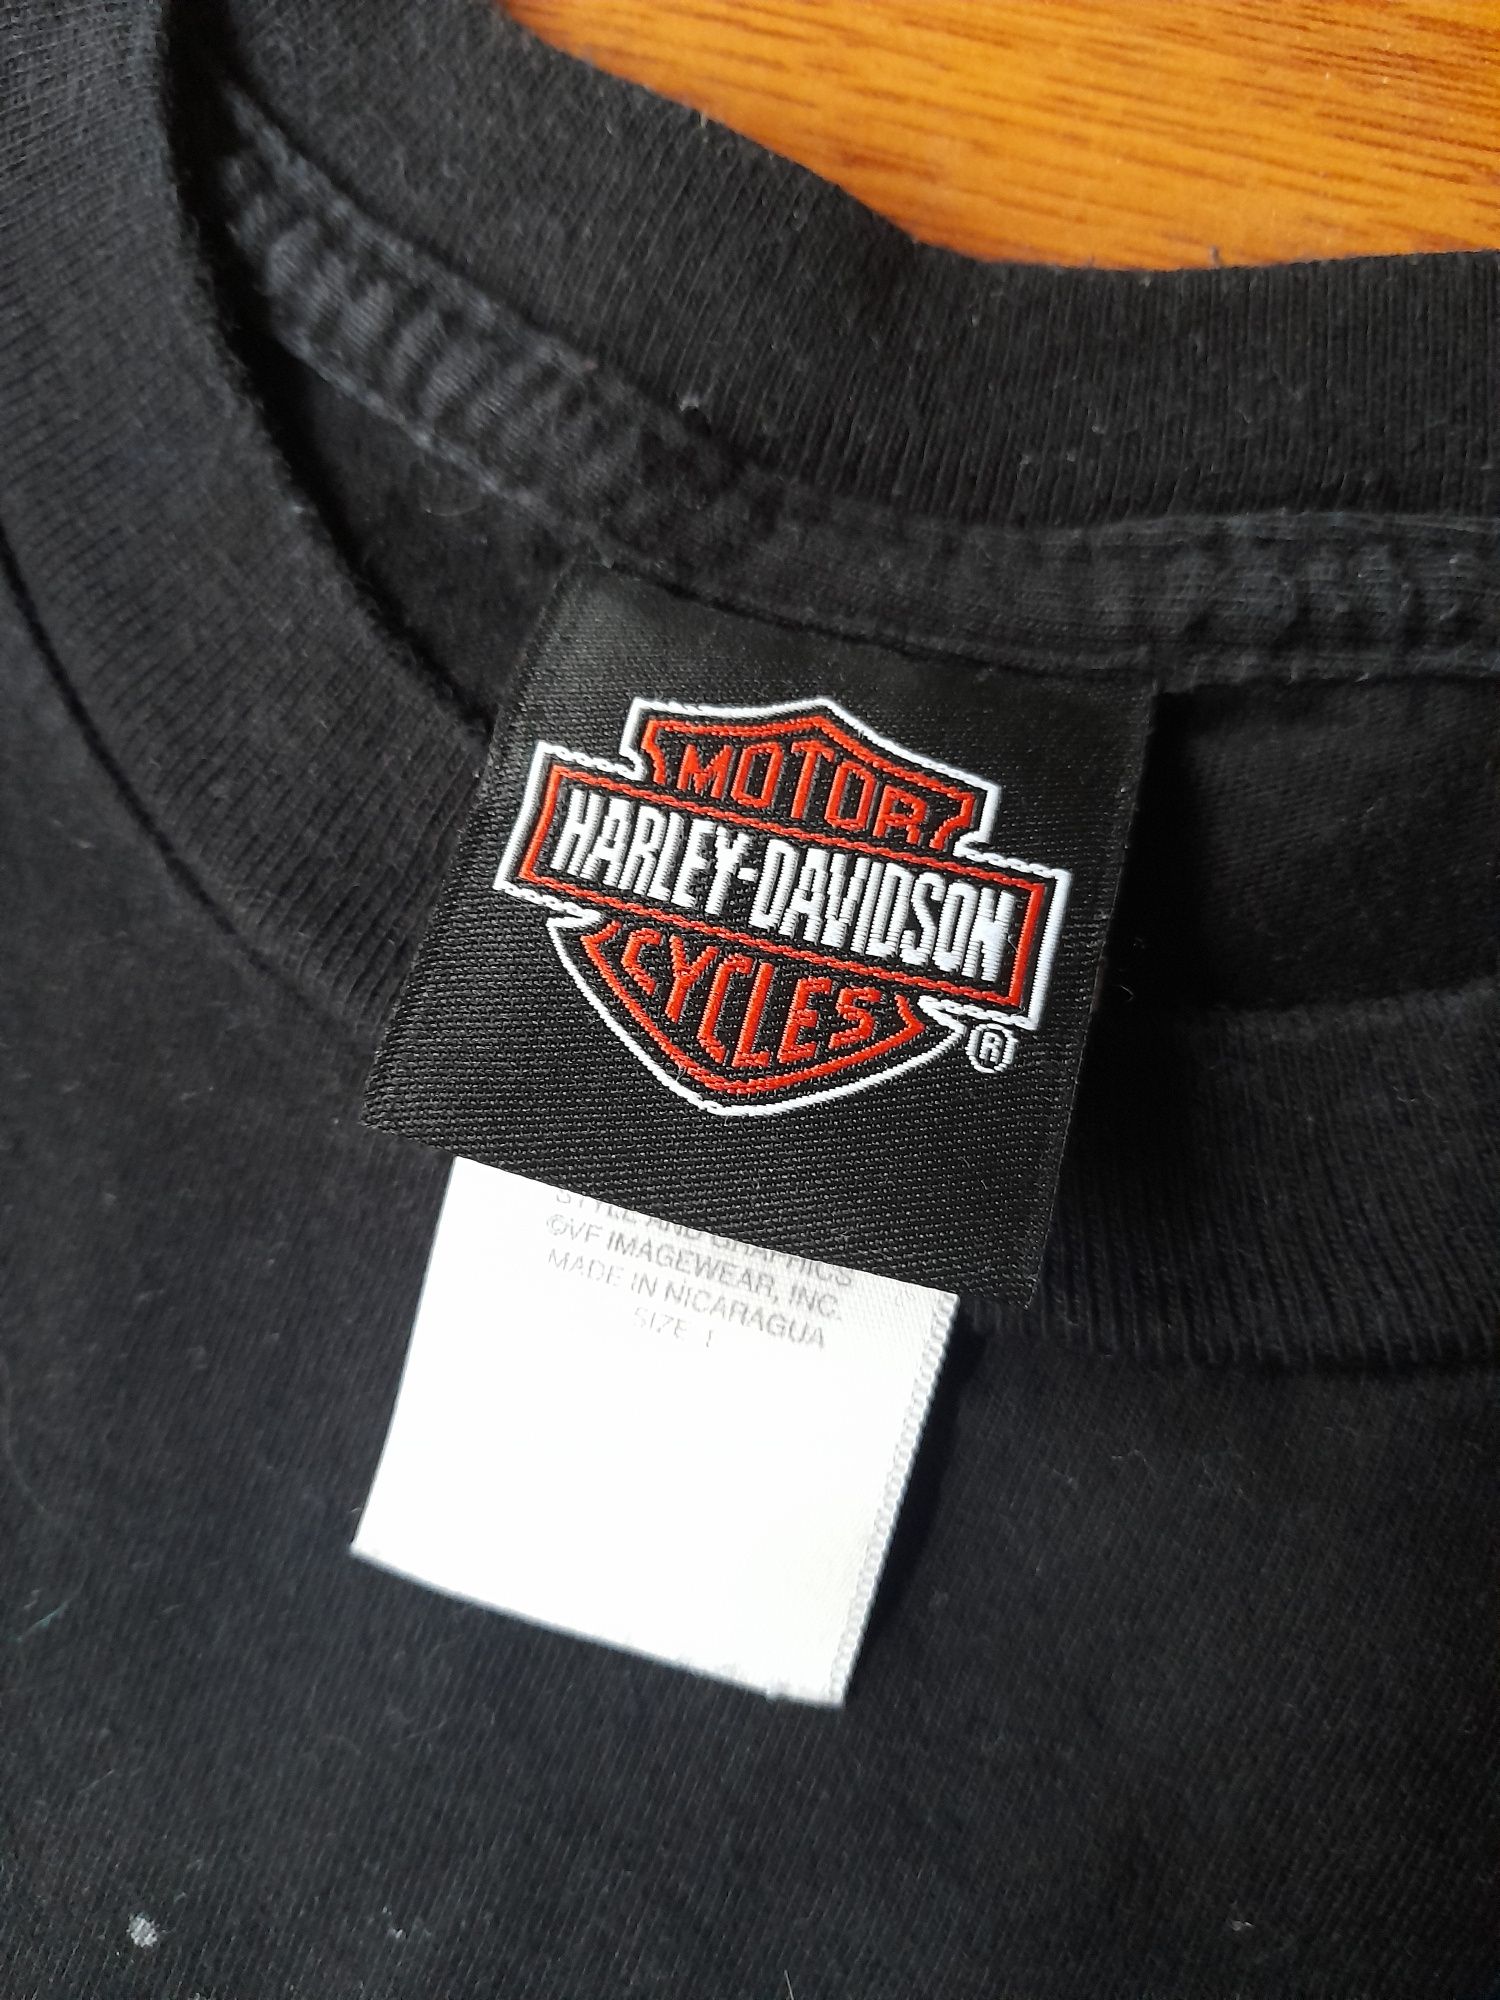 MOTOR
HARLEY-DAVIDSON
CYCLES
®
STYLE AND GRAPHICS
©VF IMAGEWEAR, INC.
MADE IN NICARAGUA
SIZE